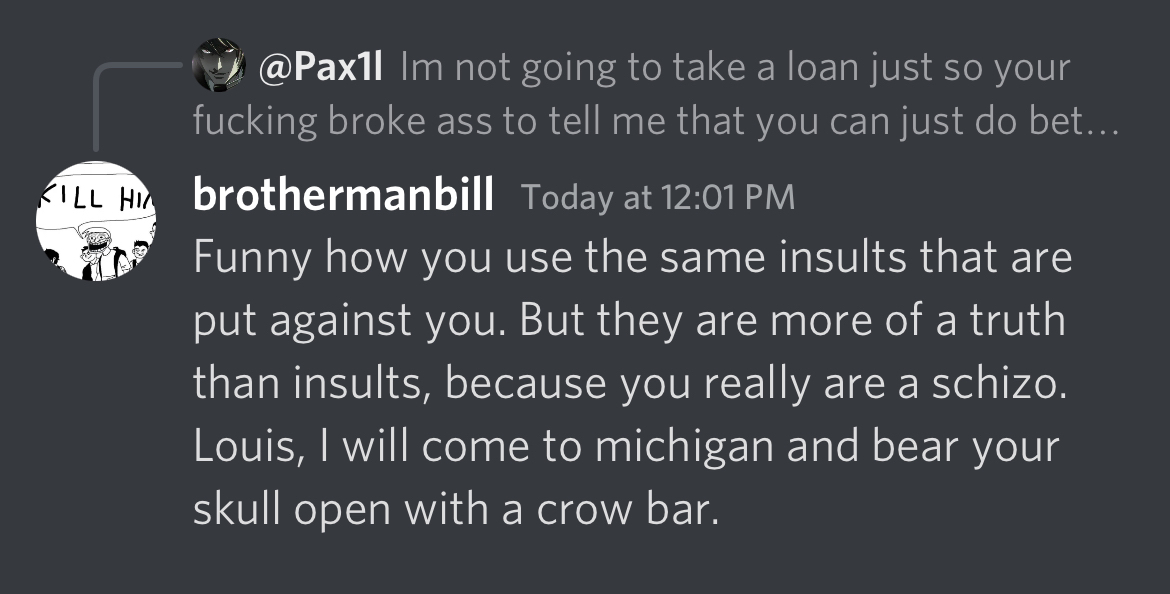 @Pax1l Im not going to take a loan just so your
fucking broke ass to tell me that you can just do bet…
KILL HI
brothermanbill Today at 12:01 PM
Funny how you use the same insults that are
put against you. But they are more of a truth
than insults, because you really are a schizo.
Louis, I will come to michigan and bear your
skull open with a crow bar.